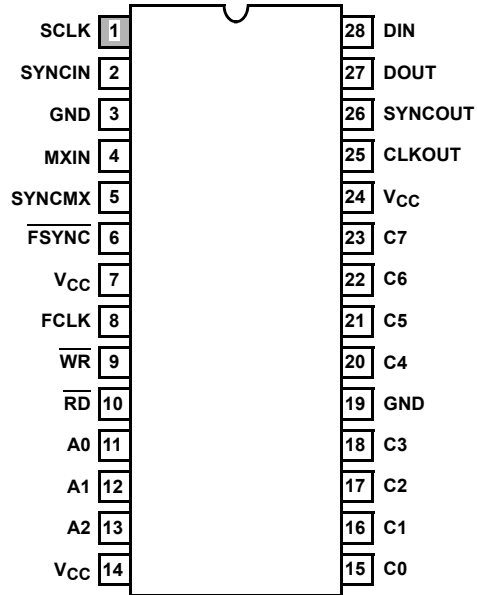 SCLK 1 28 DIN
SYNCIN 2 27 DOUT
GND 3 26 SYNCOUT
MXIN 4 25 CLKOUT
SYNCMX 5 24 VCC
FSYNC 6 23 C7
VCC 7 22 C6
FCLK 8 21 C5
WR 9 20 C4
RD 10 19 GND
A0 11 18 C3
A1 12 17 C2
A2 13 16 C1
VCC 14 15 C0